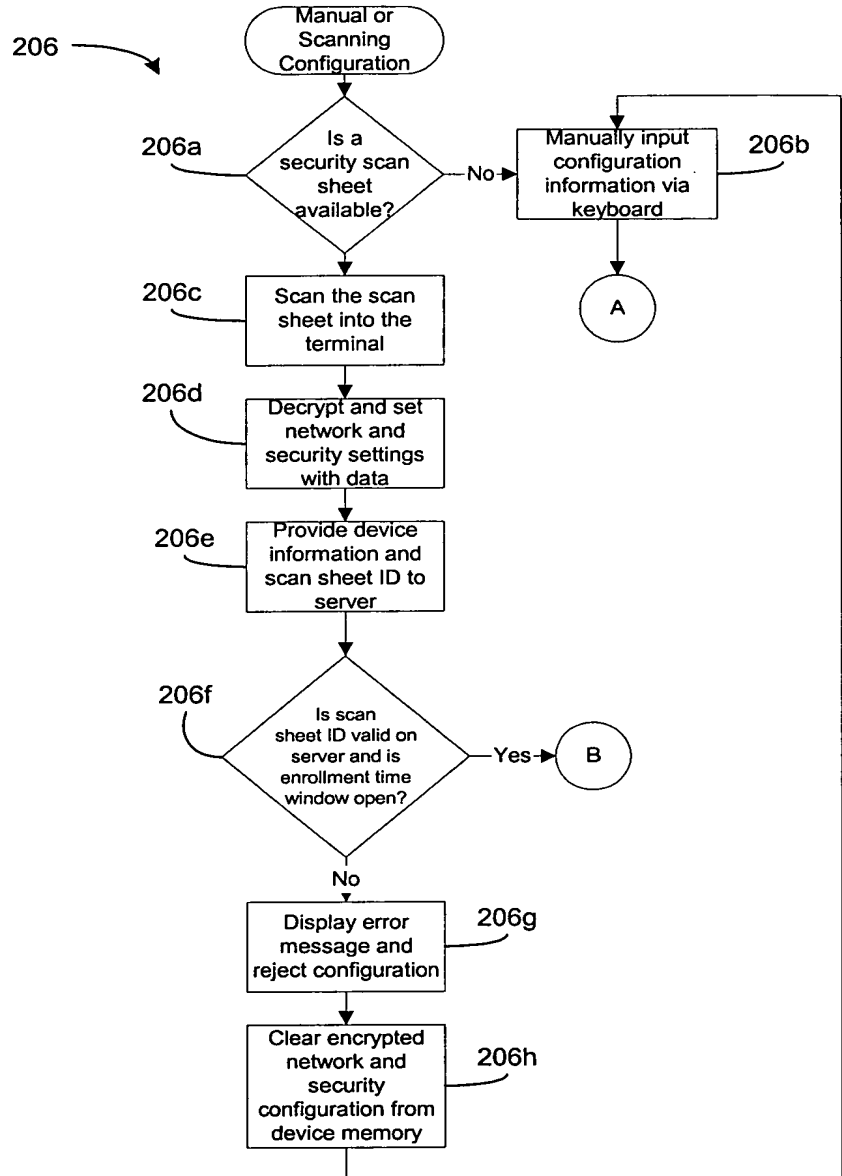 Manual or
Scanning
Configuration
206
206a
Is a
security scan
sheet
available?
No
Manually input
configuration
information via
keyboard
206b
A
206c
Scan the scan
sheet into the
terminal
206d
Decrypt and set
network and
security settings
with data
206e
Provide device
information and
scan sheet ID to
server
206f
Is scan
sheet ID valid on
server and is
enrollment time
window open?
Yes
B
No
Display error
message and
reject configuration
206g
Clear encrypted
network and
security
configuration from
device memory
206h